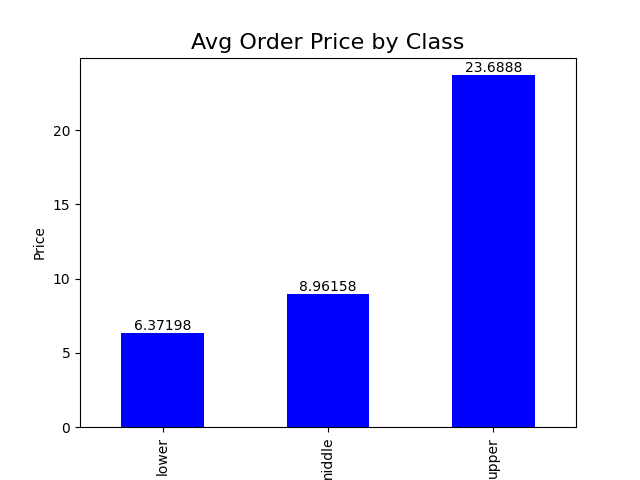 Avg Order Price by Class
Price
20
15
10
5
0
6.37198
8.96158
23.6888
lower
middle
upper